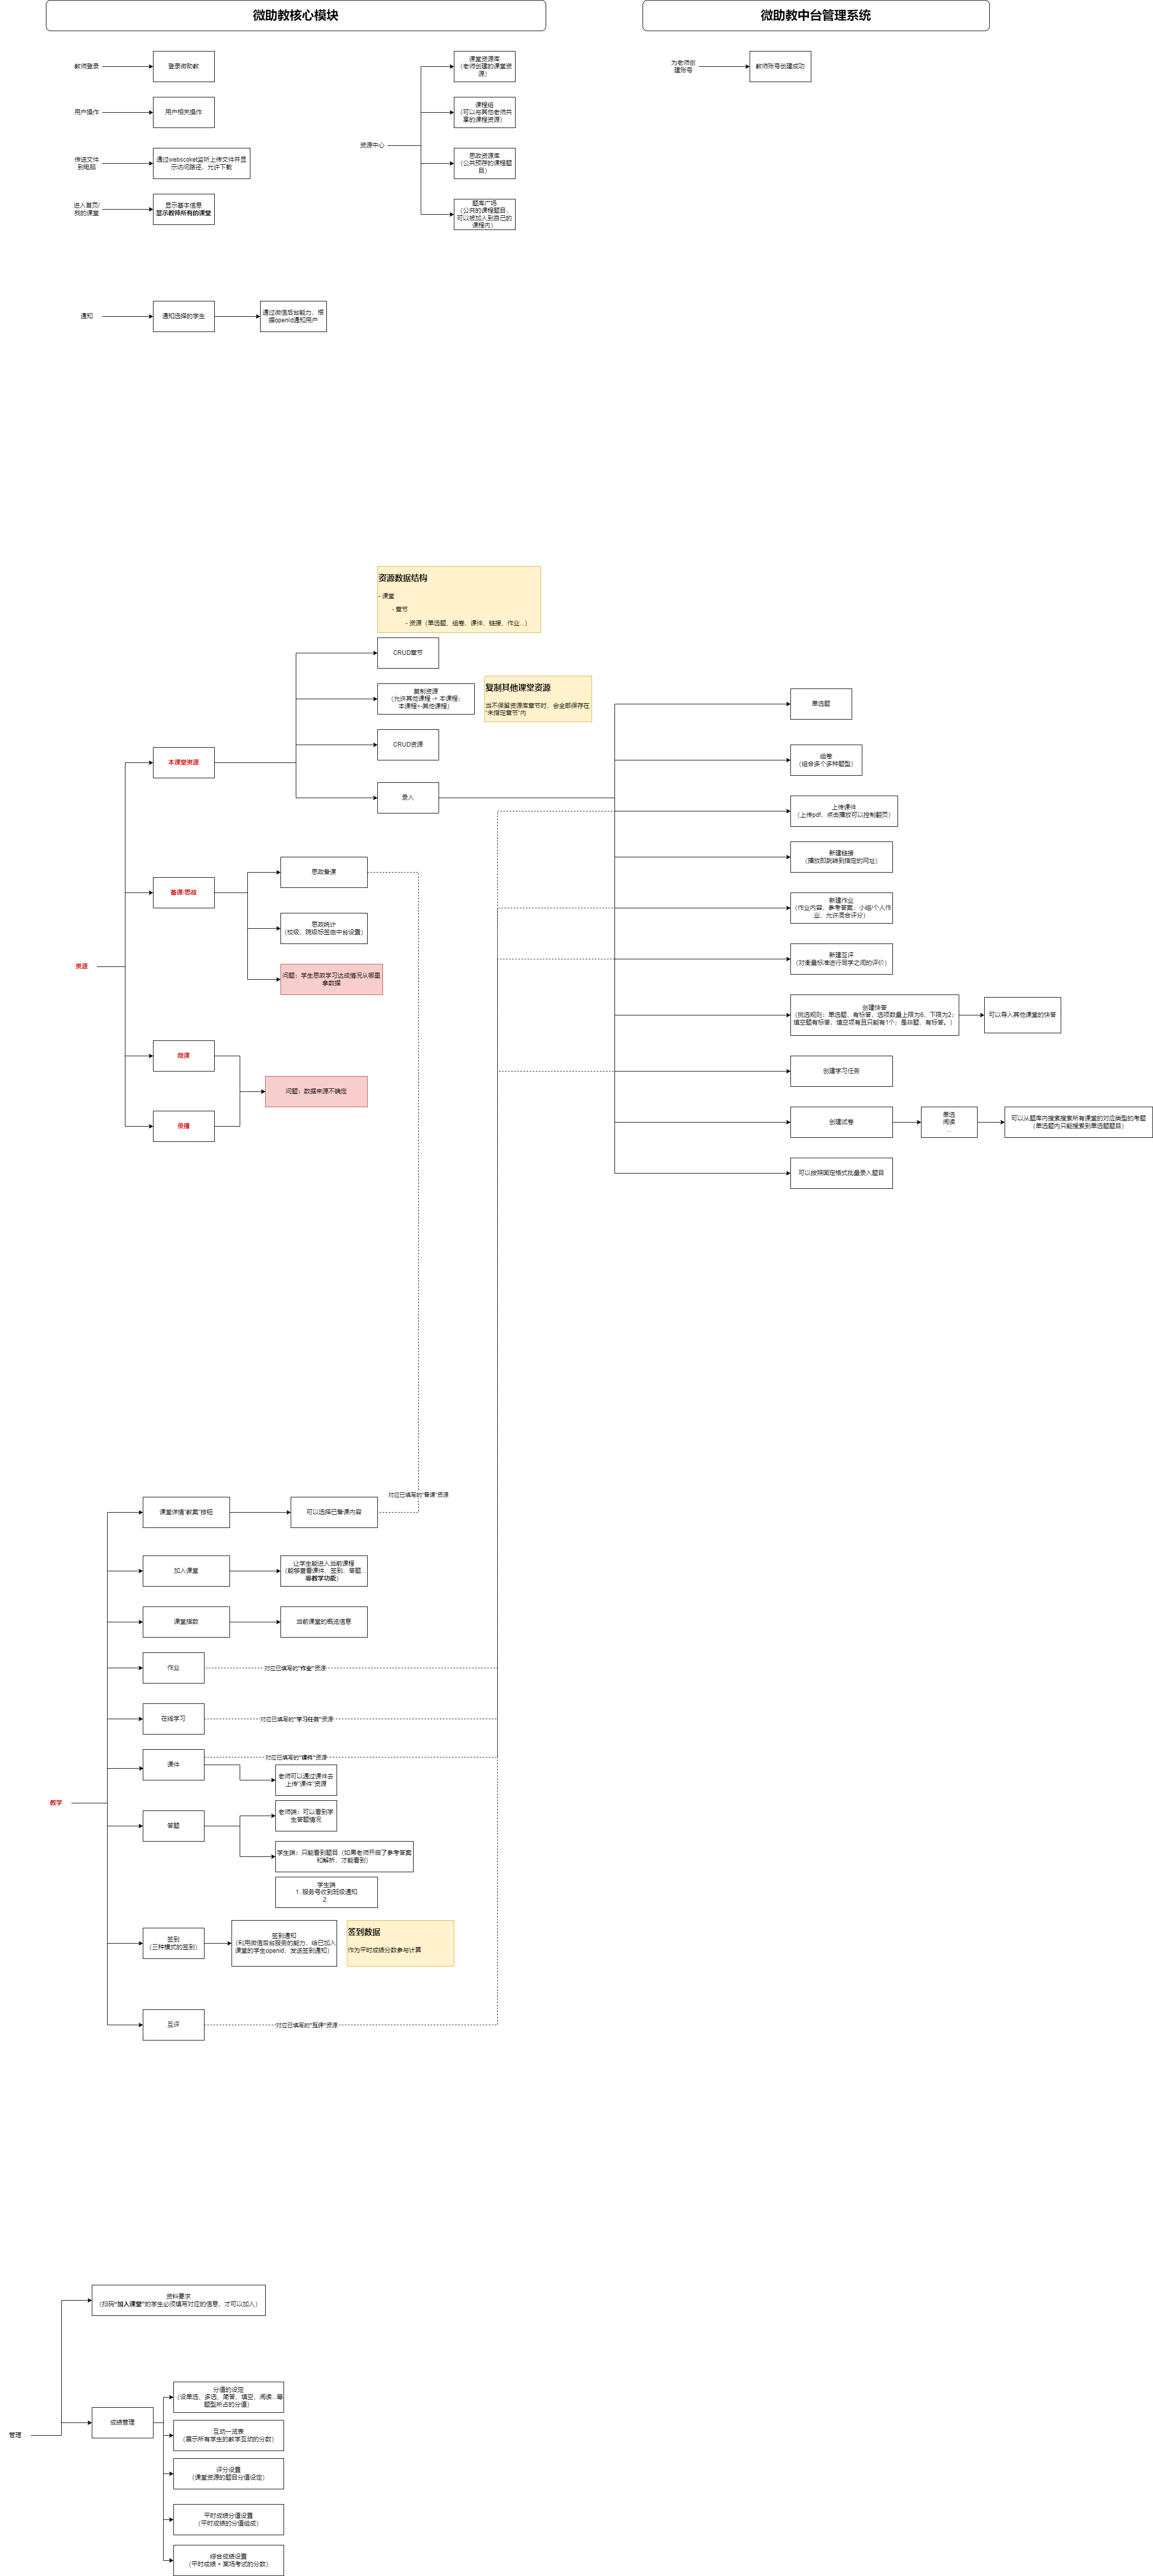 微助教核心模块
微助教中台管理系统
教师登录
登录微助教
用户操作
用户相关操作
传送文件
到电脑
通过webscoket监听上传文件并显
示访问路径，允许下载
进入首页/
我的课堂
显示基本信息
显示教师所有的课堂
资源中心
课堂资源库
（老师创建的课堂资
源）
课程组
（可以与其他老师共
享的课程资源）
思政资源库
（公共预存的课程题
目）
题库广场
（公共的课程题目，
可以被加入到自己的
课程内）
为老师创
建账号
教师账号创建成功
通知
通知选择的学生
通过微信后台能力，根
据openid通知用户
资源数据结构
- 课堂
- 章节
- 资源（单选题、组卷、课件、链接、作业...）
CRUD章节
复制资源
（允许其他课程 -> 本课程；
本课程<-其他课程）
复制其他课堂资源
当不保留资源库章节时，会全部保存在
"未指定章节"内
CRUD资源
录入
资源
本课堂资源
备课/思政
思政备课
思政统计
（校级、院级标签由中台设置）
问题：学生思政学习达成情况从哪里
拿数据
微课
录播
问题：数据来源不确定
单选题
组卷
（组合多个多种题型）
上传课件
（上传pdf，点击播放可以控制翻页）
新建链接
（播放即跳转到指定的网址）
新建作业
（作业内容、参考答案、小组/个人作
业、允许混合评分）
新建互评
（对衡量标准进行同学之间的评价）
创建快答
（挑选规则：单选题，有标答，选项数量上限为6，下限为2；
填空题有标答，填空项有且只能有1个；是非题，有标答。）
可以导入其他课堂的快答
创建学习任务
创建试卷
单选
阅读
...
可以从题库内搜索搜索所有课堂的对应类型的考题
（单选题内只能搜索到单选题题目）
可以按照固定格式批量录入题目
教学
课堂详情"教案"按钮
可以选择已备课内容
对应已填写的"备课"资源
加入课堂
让学生能进入当前课程
（能够查看课件、签到、答题...
等教学功能）
课堂指数
当前课堂的概览信息
作业
对应已填写的"作业"资源
在线学习
对应已填写的"学习任务"资源
课件
对应已填写的"课件"资源
老师可以通过课件去
上传"课件"资源
答题
老师端：可以看到学
生答题情况
学生端：只能看到题目（如果老师开启了参考答案
和解析，才能看到）
学生端
1. 服务号收到班级通知
2.
签到
（三种模式的签到）
签到通知
（利用微信后台服务的能力，给已加入
课堂的学生openid，发送签到通知）
签到数据
作为平时成绩分数参与计算
互评
对应已填写的"互评"资源
管理
资料要求
（扫码"加入课堂"的学生必须填写对应的信息，才可以加入）
成绩管理
分值的设定
（设单选、多选、简答、填空、阅读...等
题型所占的分值）
互动一览表
（展示所有学生的教学互动的分数）
评分设置
（课堂资源的题目分值设定）
平时成绩分值设置
（平时成绩的分值组成）
综合成绩设置
（平时成绩 + 某场考试的分数）